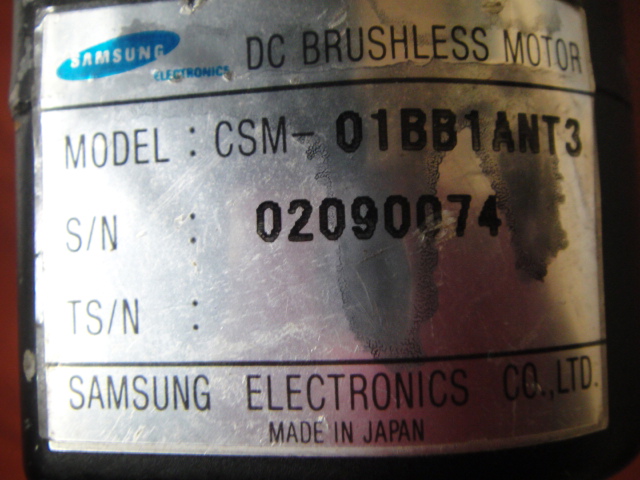 SAMSUNG ELECTRONICS DC BRUSHLESS MOTOR
MODEL : CSM- 01BB1ANT3
S/N : 02090074
TS/N :
SAMSUNG ELECTRONICS CO.,LTD.
MADE IN JAPAN